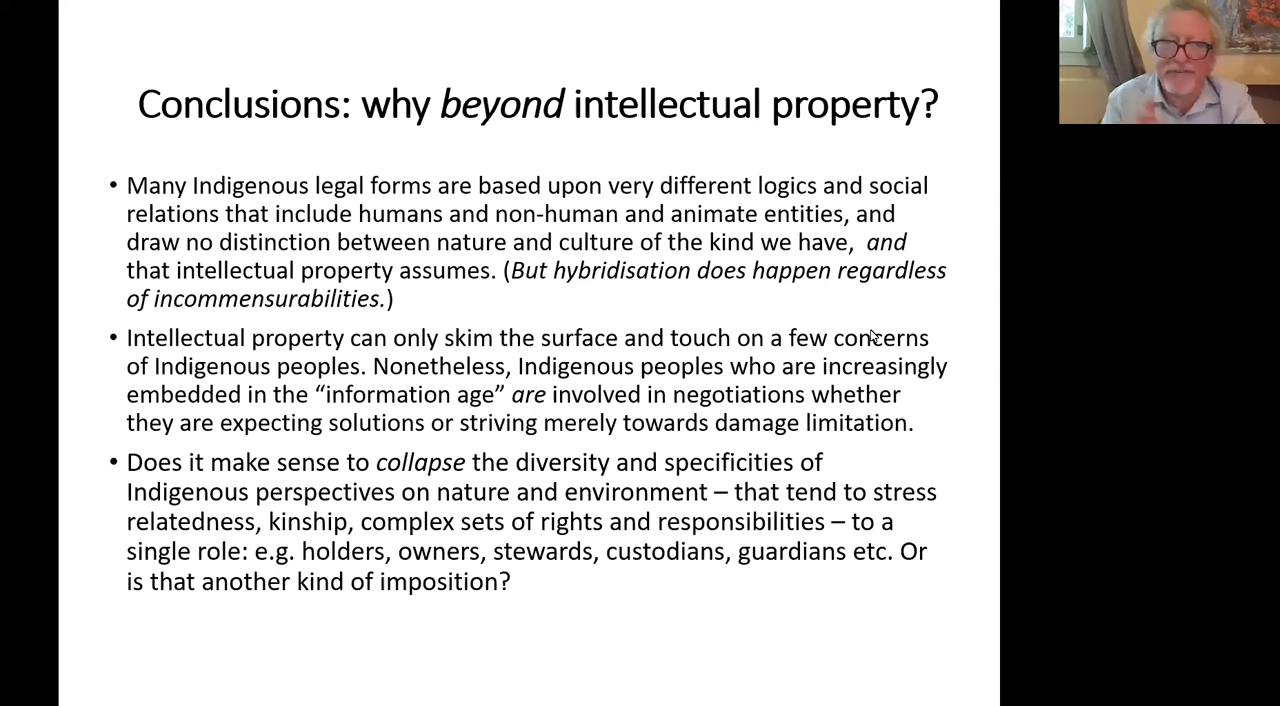 Conclusions: why beyond intellectual property?
• Many Indigenous legal forms are based upon very different logics and social
relations that include humans and non-human and animate entities, and
draw no distinction between nature and culture of the kind we have,  and
that intellectual property assumes. (But hybridisation does happen regardless
of incommensurabilities.)
• Intellectual property can only skim the surface and touch on a few concerns
of Indigenous peoples. Nonetheless, Indigenous peoples who are increasingly
embedded in the “information age” are involved in negotiations whether
they are expecting solutions or striving merely towards damage limitation.
• Does it make sense to collapse the diversity and specificities of
Indigenous perspectives on nature and environment – that tend to stress
relatedness, kinship, complex sets of rights and responsibilities – to a
single role: e.g. holders, owners, stewards, custodians, guardians etc. Or
is that another kind of imposition?